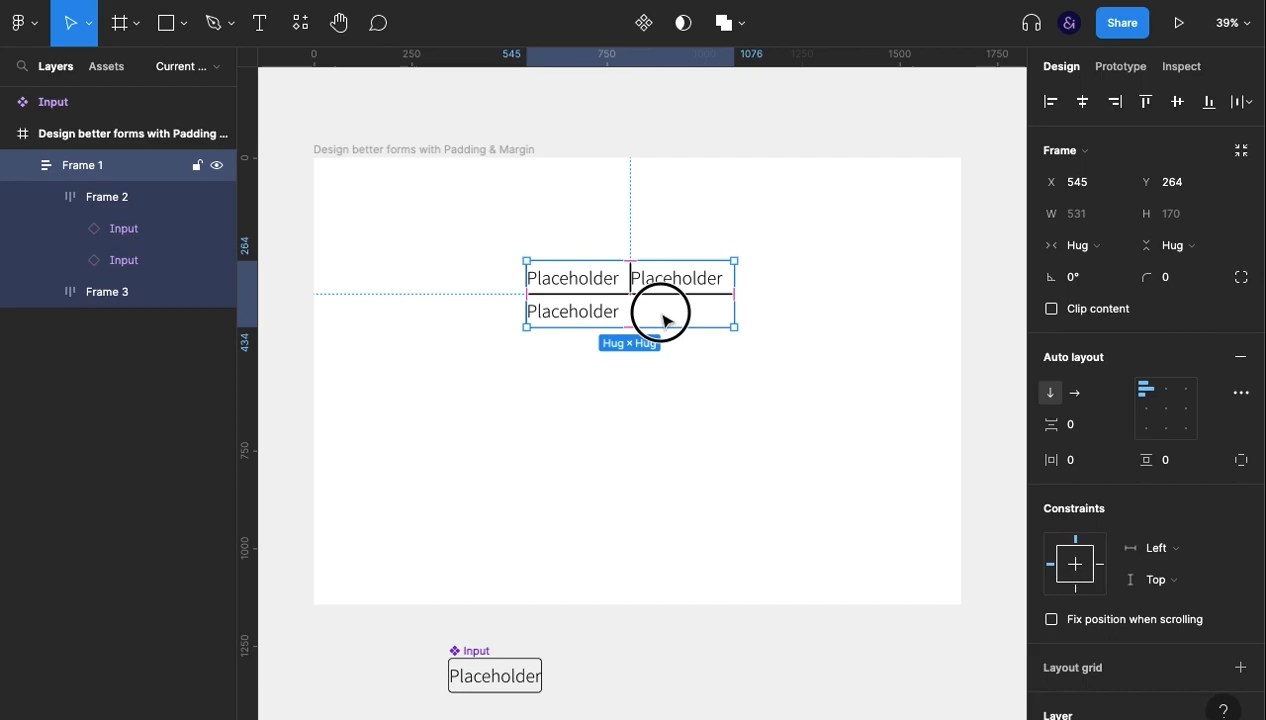 Share
39%
Layers
Assets
Current ...
Input
Design better forms with Padding ...
Frame 1
Frame 2
Input
Input
Frame 3
0
250
545
750
1000
1076
1250
1500
1750
0
264
434
750
1000
1250
Design better forms with Padding & Margin
Placeholder
Placeholder
Placeholder
Hug × Hug
Input
Placeholder
Design
Prototype
Inspect
Frame
X 545
Y 264
W 531
H 170
Hug
Hug
0°
0
Clip content
Auto layout
0
0
0
Constraints
Left
Top
Fix position when scrolling
Layout grid
Layer
?